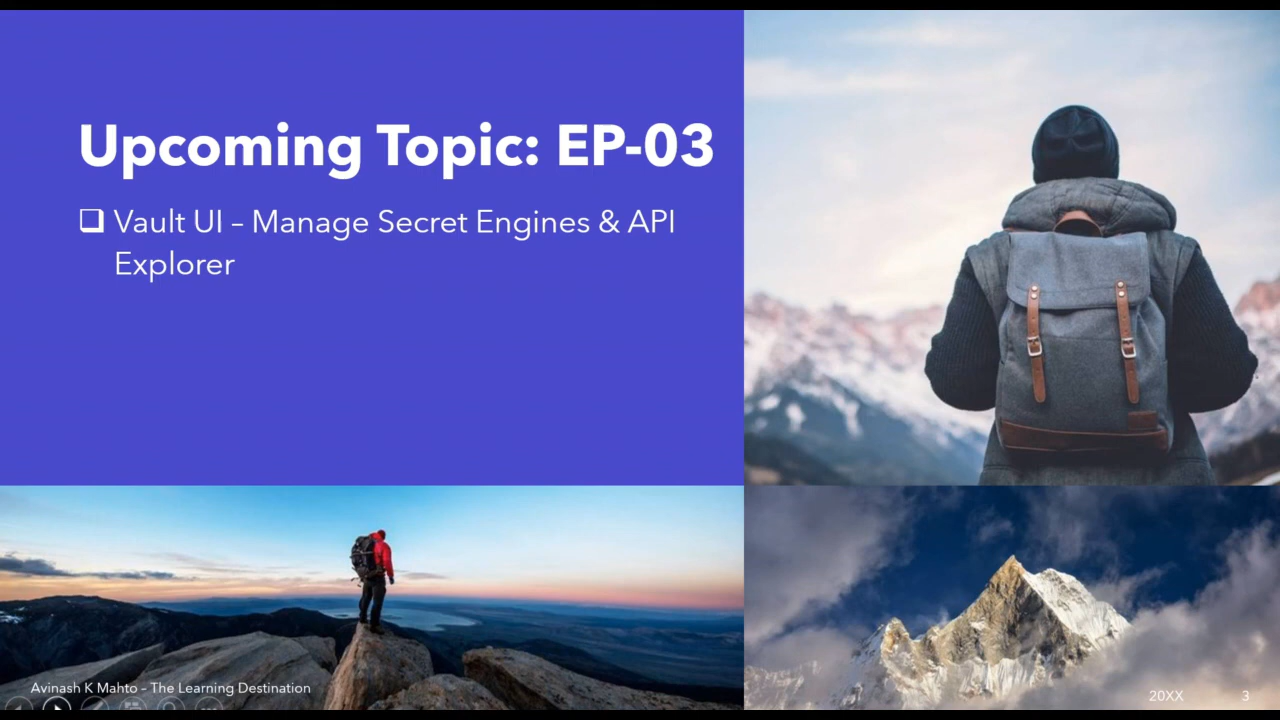 Upcoming Topic: EP-03
❑ Vault UI – Manage Secret Engines & API
Explorer
Avinash K Mahto – The Learning Destination
20XX
3